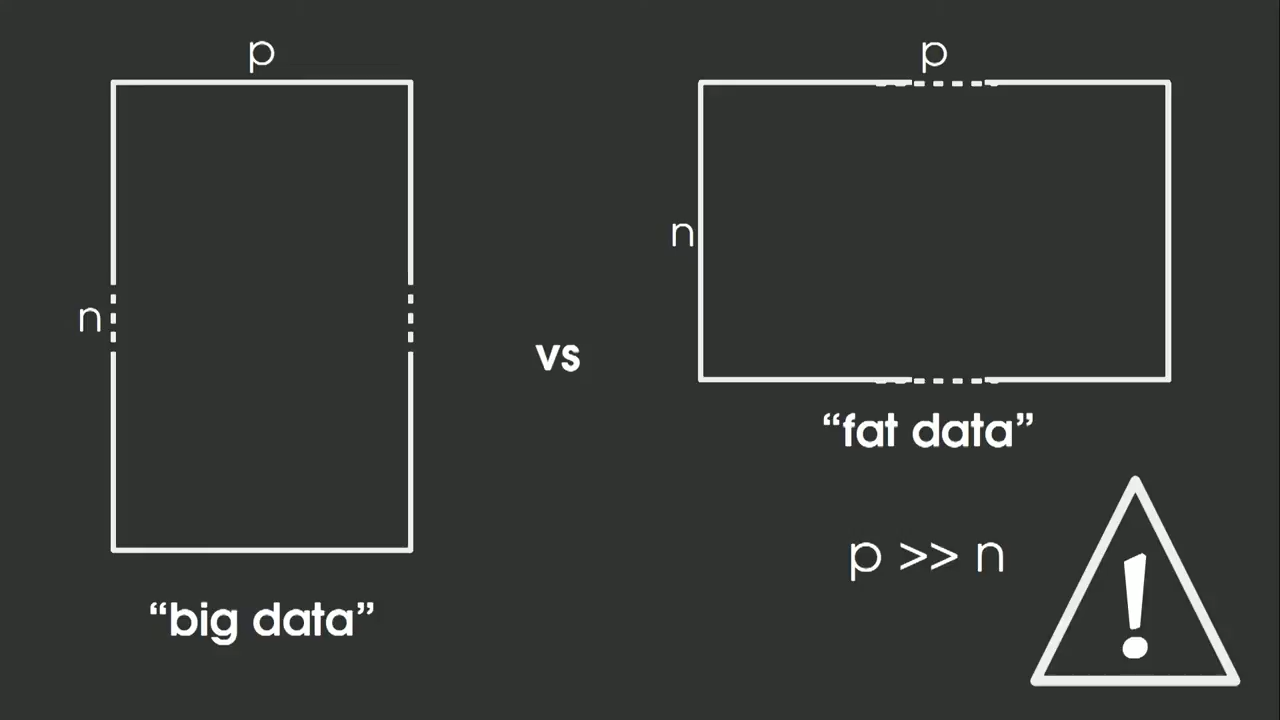 p
n
“big data”
vs
p
n
“fat data”
p >> n
!